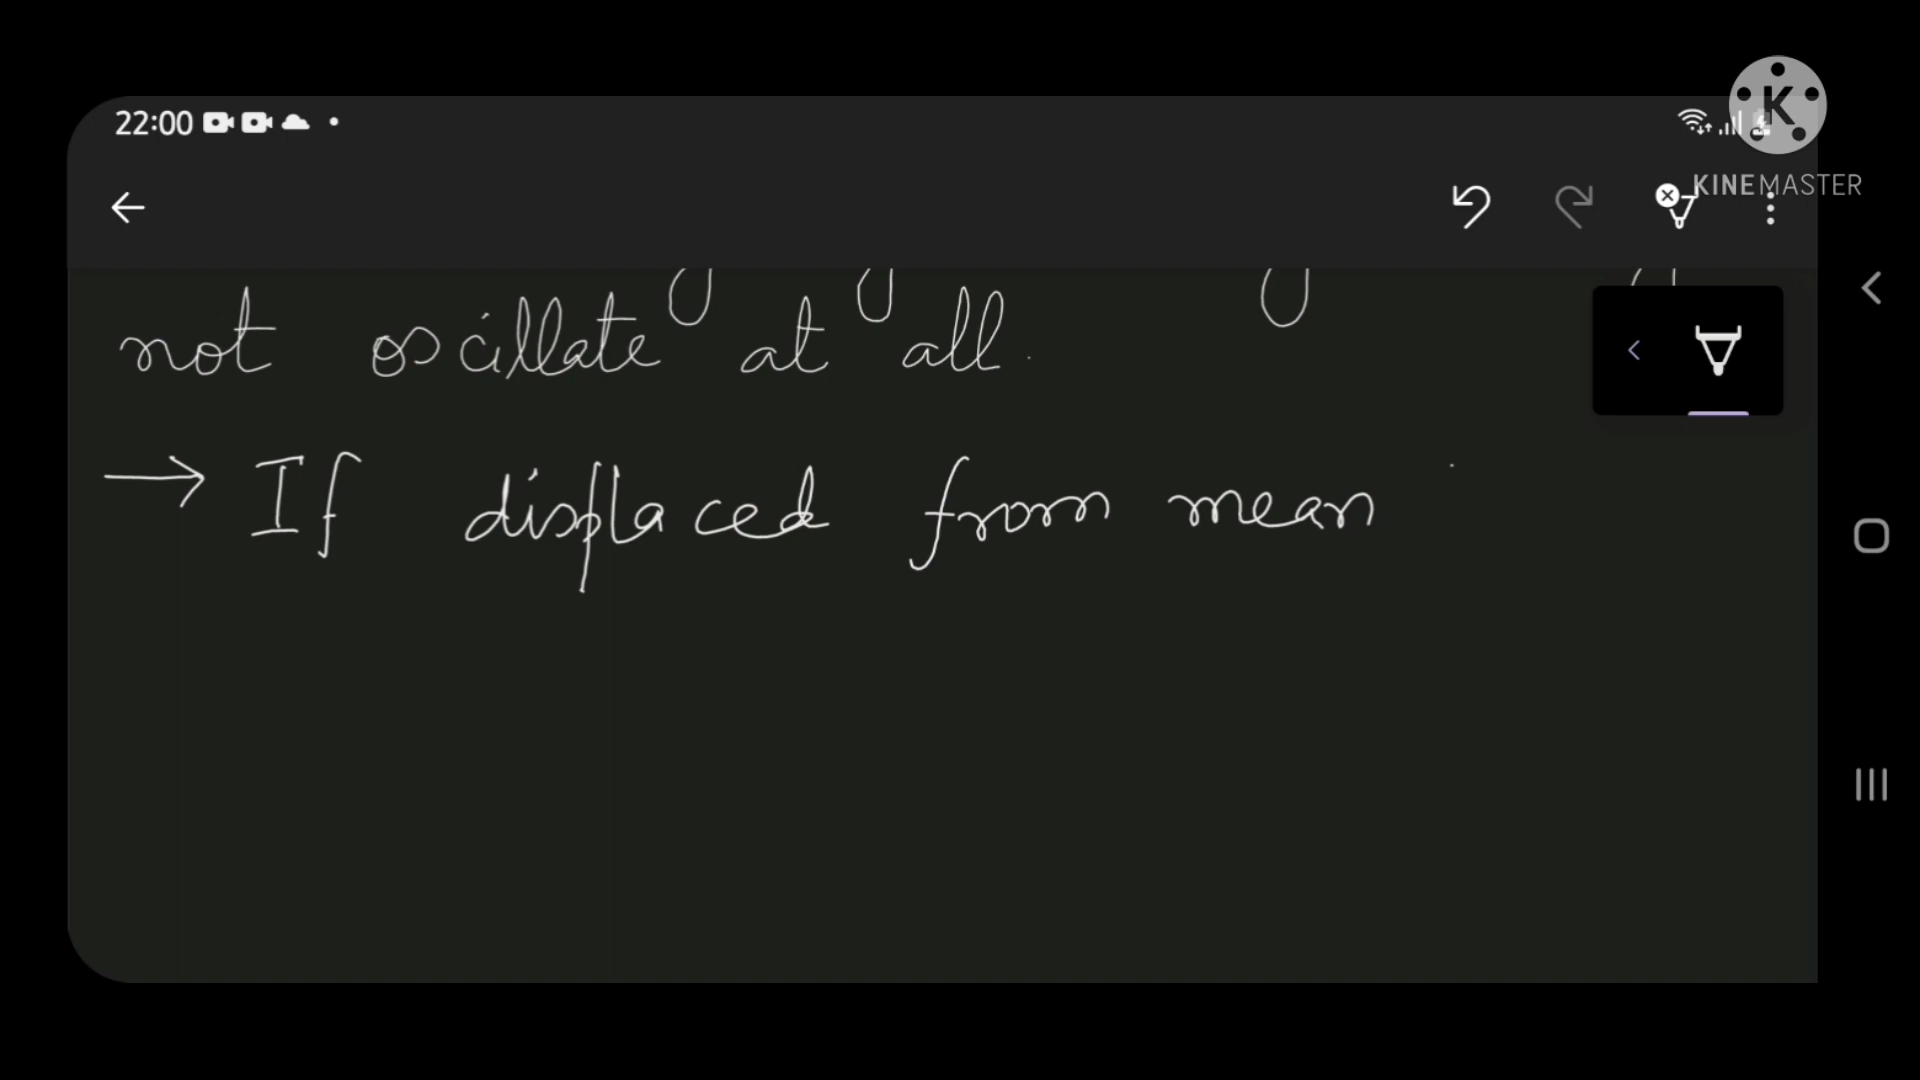 22:00
KINEMASTER
not oscillate at all.
→ If displaced from mean